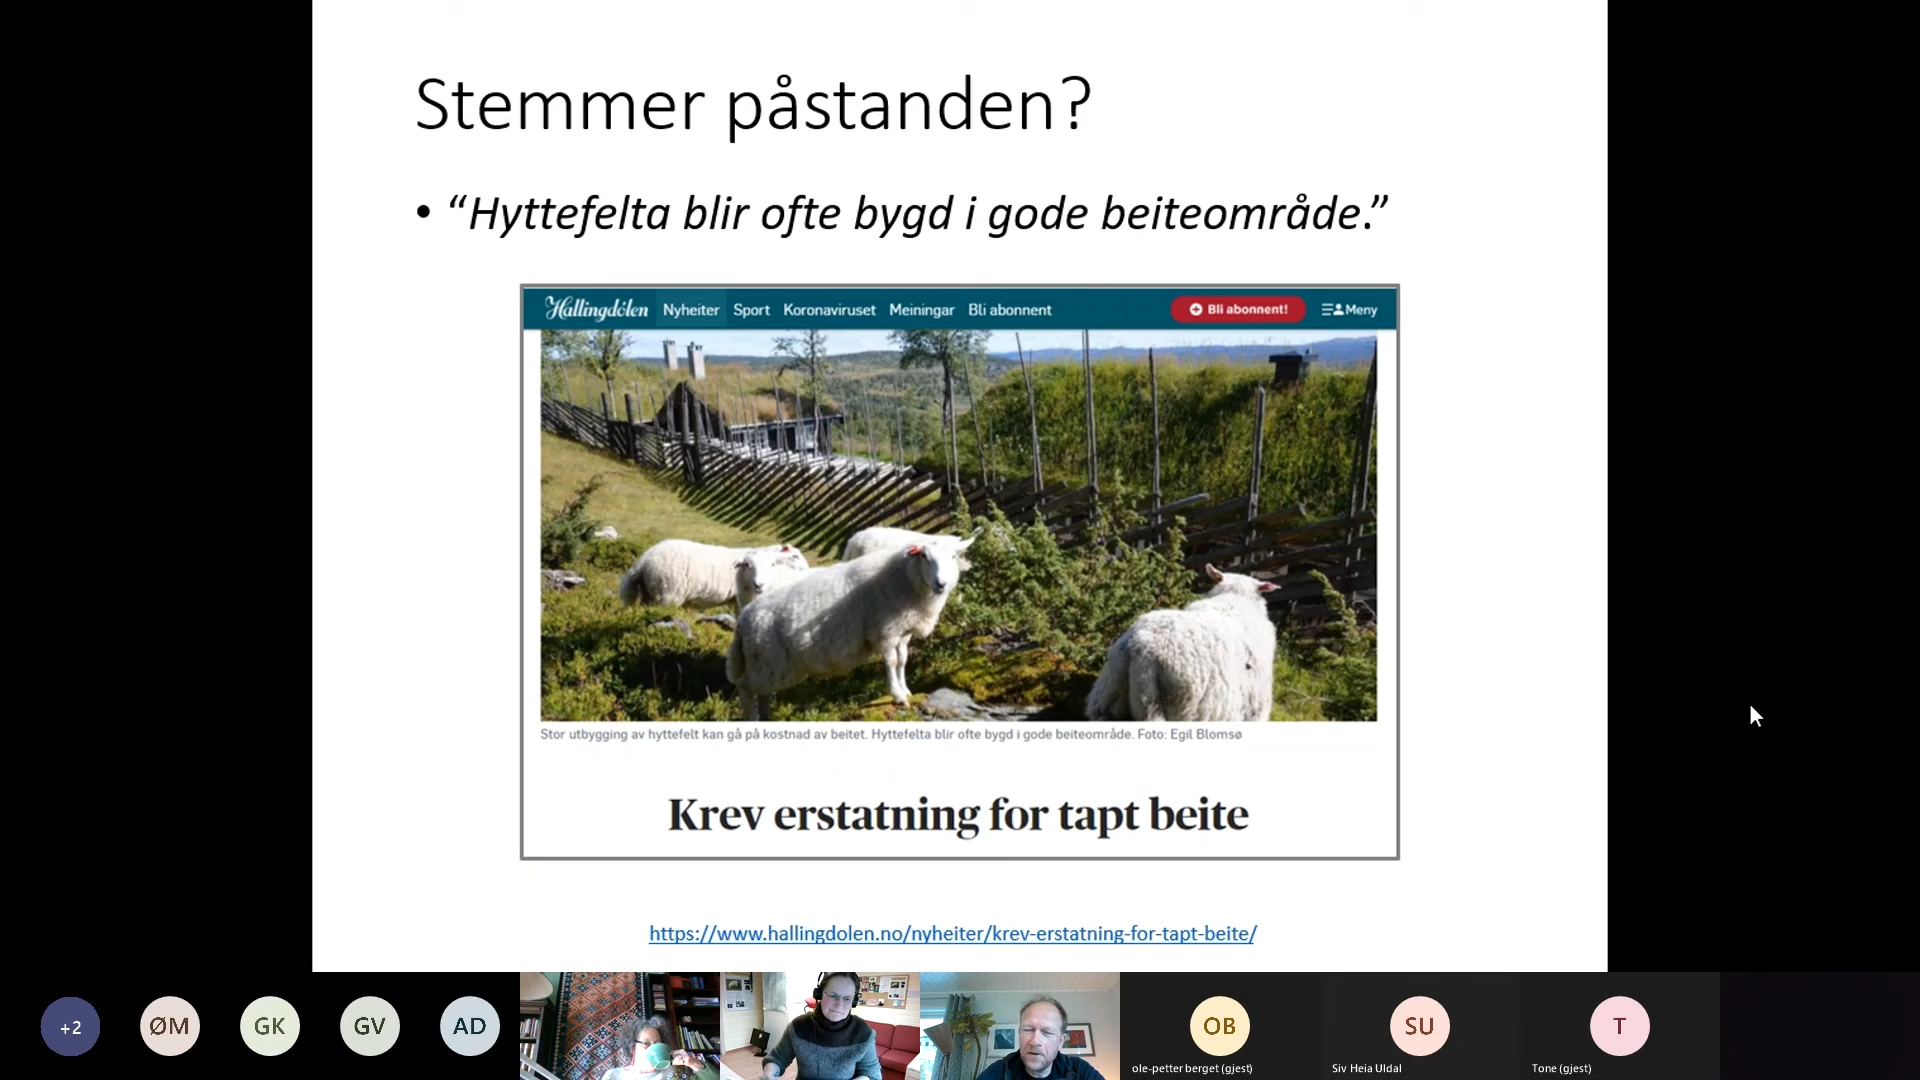 Stemmer påstanden?
• “Hyttefelta blir ofte bygd i gode beiteområde.”
Hallingdølen Nyheiter Sport Koronaviruset Meiningar Bli abonnent Bli abonnent! Meny
Stor utbygging av hyttefelt kan gå på kostnad av beitet. Hyttefelta blir ofte bygd i gode beiteområde. Foto: Egil Blomsø
Krev erstatning for tapt beite
https://www.hallingdolen.no/nyheiter/krev-erstatning-for-tapt-beite/
+2 ØM GK GV AD OB SU T
ole-petter berget (gjest) Siv Heia Uldal Tone (gjest)